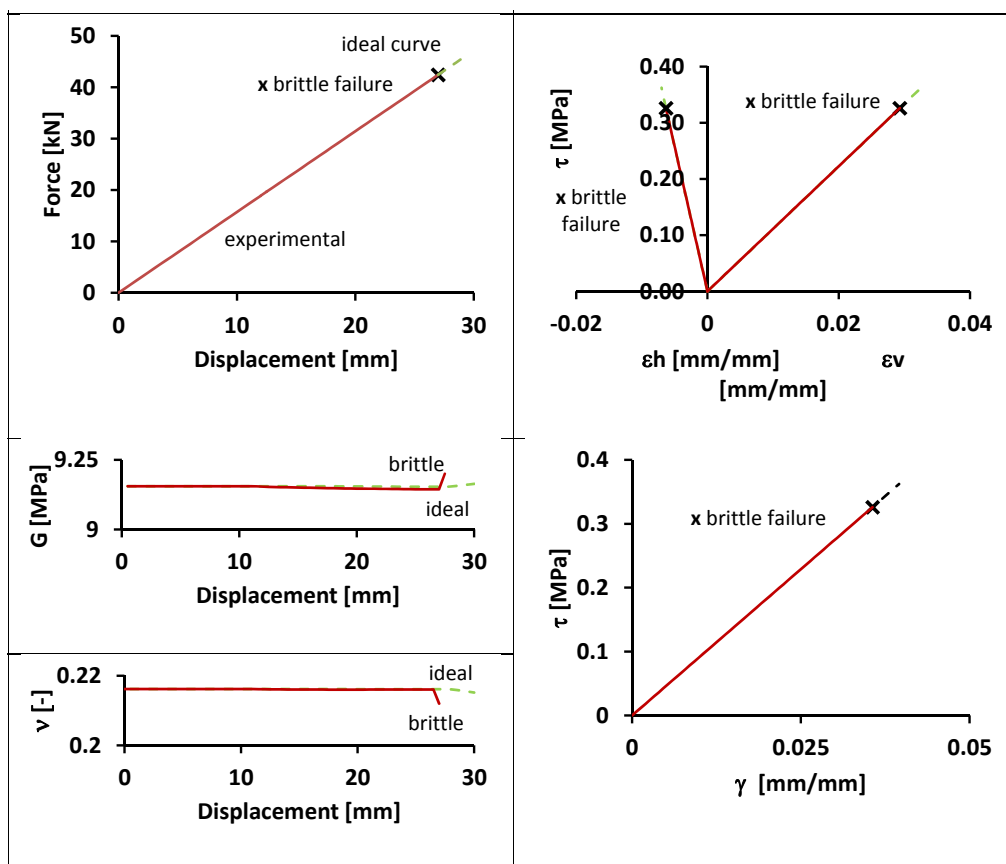 50
40
30
20
10
0
Force [kN]
ideal curve
x brittle failure
experimental
0 10 20 30
Displacement [mm]
0.40
0.30
0.20
0.10
0.00
τ [MPa]
x brittle failure
x brittle
failure
-0.02 0 0.02 0.04
εh [mm/mm] εv
[mm/mm]
9.25
9
G [MPa]
brittle
ideal
0 10 20 30
Displacement [mm]
0.4
0.3
0.2
0.1
0
τ [MPa]
x brittle failure
0 0.025 0.05
γ [mm/mm]
0.22
0.2
ν [-]
ideal
brittle
0 10 20 30
Displacement [mm]